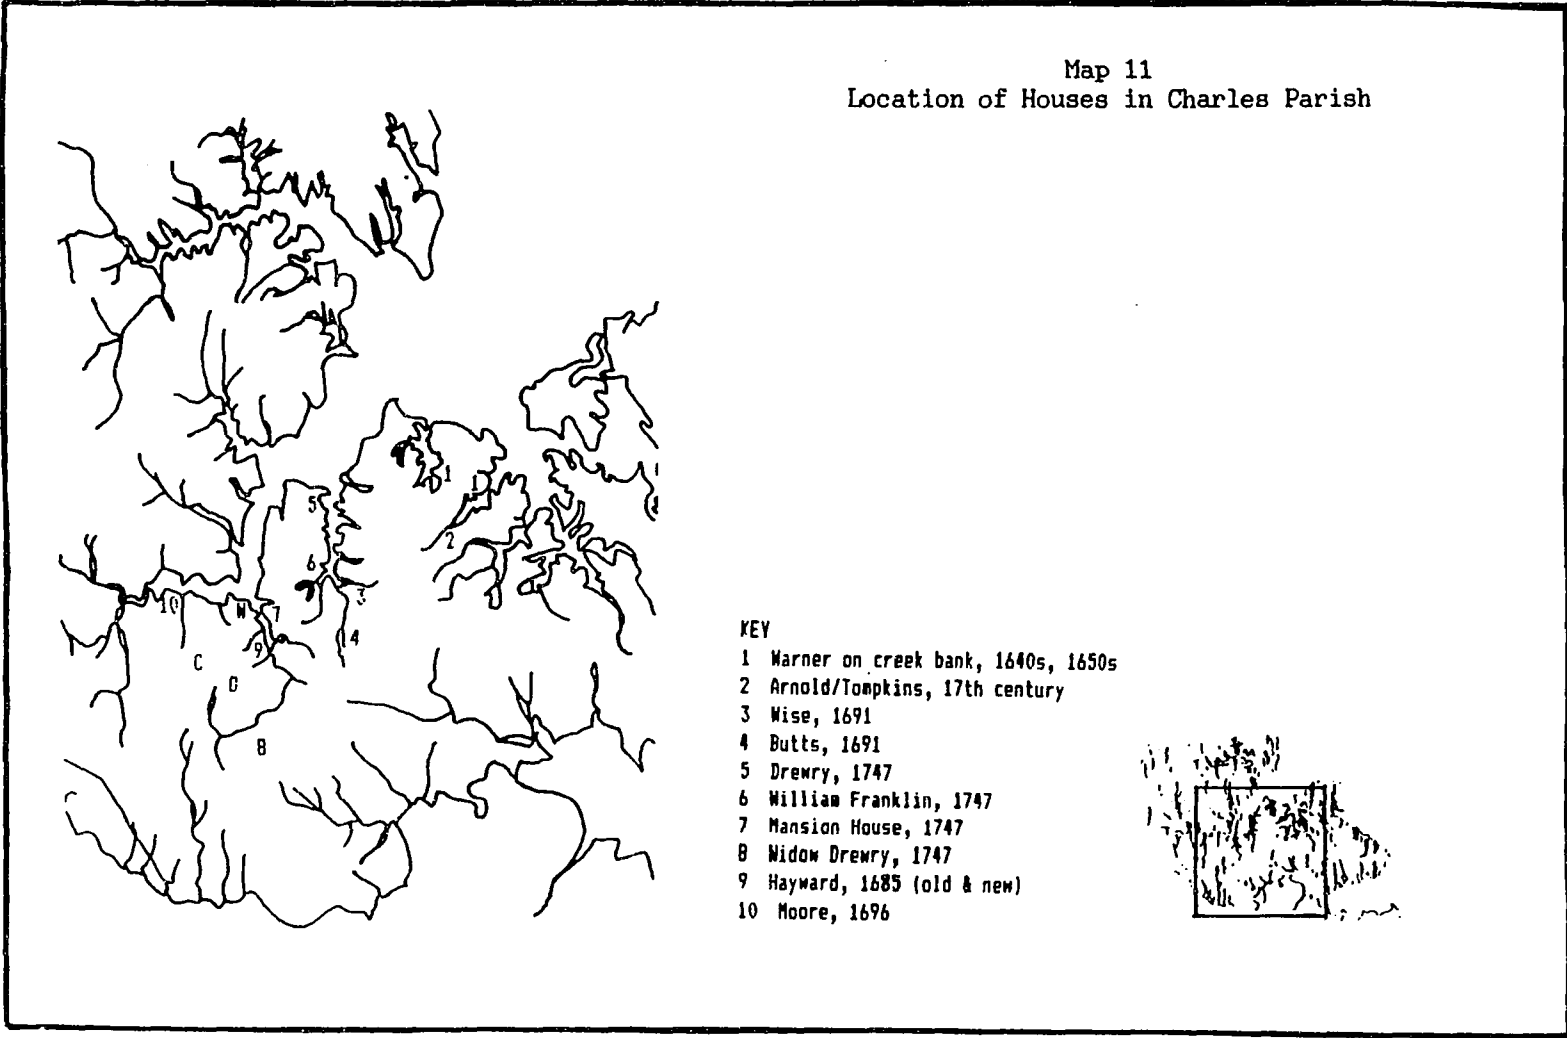 Map 11
Location of Houses in Charles Parish
1
1
5
2
6
3
10
W
7
4
9
C
D
8
KEY
1 Warner on creek bank, 1640s, 1650s
2 Arnold/Tompkins, 17th century
3 Wise, 1691
4 Butts, 1691
5 Drewry, 1747
6 William Franklin, 1747
7 Mansion House, 1747
8 Widow Drewry, 1747
9 Hayward, 1685 (old & new)
10 Moore, 1696